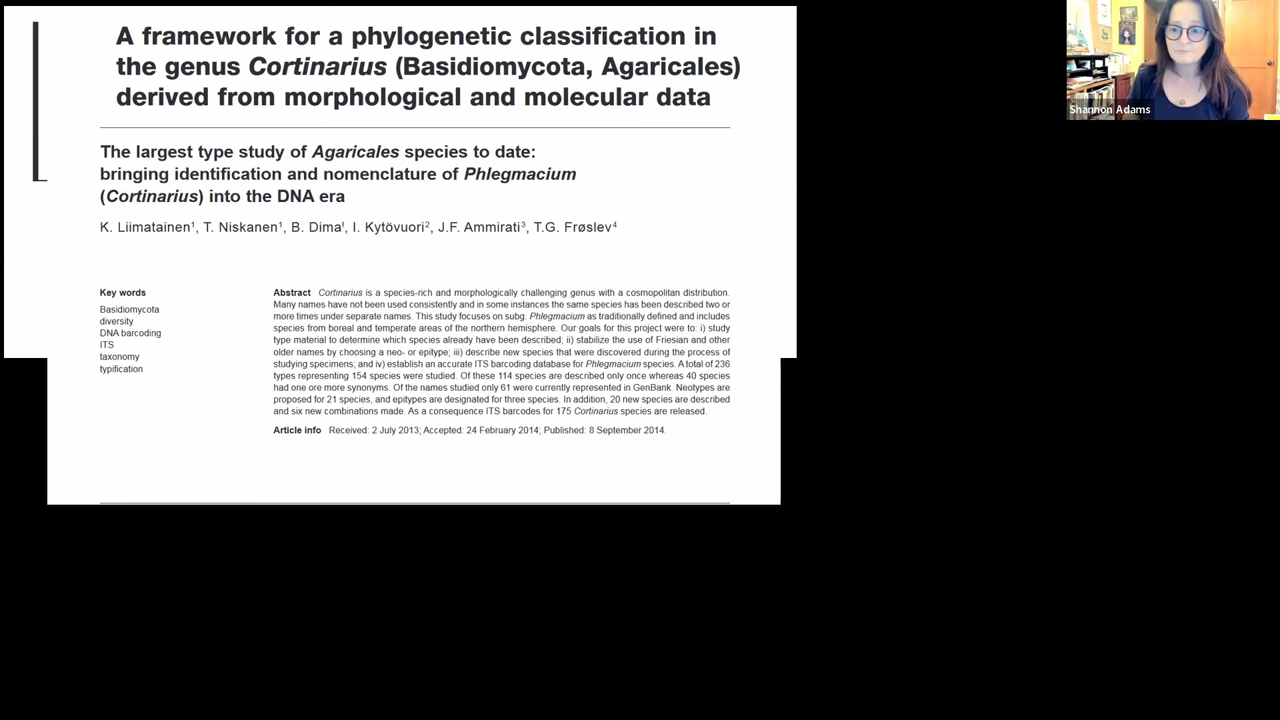 A framework for a phylogenetic classification in
the genus Cortinarius (Basidiomycota, Agaricales)
derived from morphological and molecular data
The largest type study of Agaricales species to date:
bringing identification and nomenclature of Phlegmacium
(Cortinarius) into the DNA era
K. Liimatainen¹, T. Niskanen¹, B. Dima¹, I. Kytövuori², J.F. Ammirati³, T.G. Frøslev⁴
Key words
Basidiomycota
diversity
DNA barcoding
ITS
taxonomy
typification
Abstract Cortinarius is a species-rich and morphologically challenging genus with a cosmopolitan distribution.
Many names have not been used consistently and in some instances the same species has been described two or
more times under separate names. This study focuses on subg. Phlegmacium as traditionally defined and includes
species from boreal and temperate areas of the northern hemisphere. Our goals for this project were to: i) study
type material to determine which species already have been described; ii) stabilize the use of Friesian and other
older names by choosing a neo- or epitype; iii) describe new species that were discovered during the process of
studying specimens; and iv) establish an accurate ITS barcoding database for Phlegmacium species. A total of 236
types representing 154 species were studied. Of these 114 species are described only once whereas 40 species
had one ore more synonyms. Of the names studied only 61 were currently represented in GenBank. Neotypes are
proposed for 21 species, and epitypes are designated for three species. In addition, 20 new species are described
and six new combinations made. As a consequence ITS barcodes for 175 Cortinarius species are released.
Article info Received: 2 July 2013; Accepted: 24 February 2014; Published: 8 September 2014.
Shannon Adams